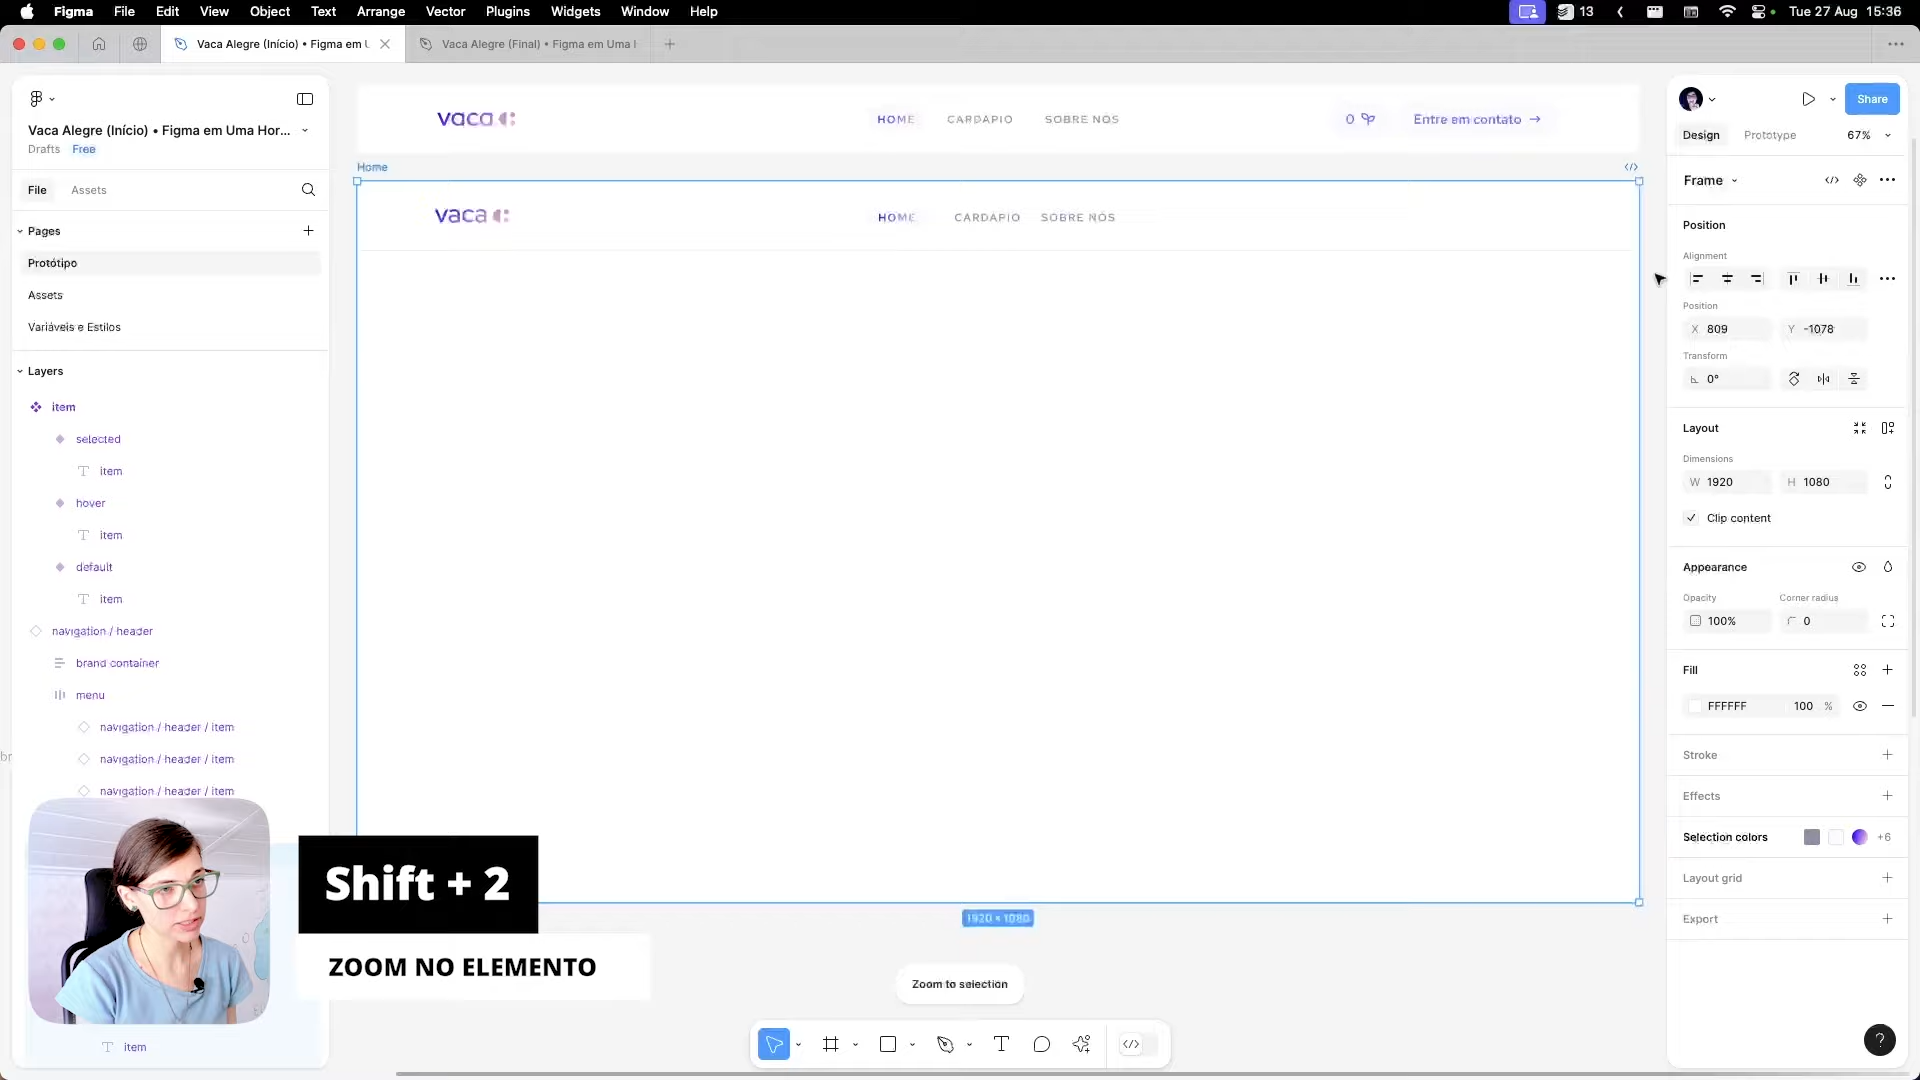 Figma File Edit View Object Text Arrange Vector Plugins Widgets Window Help 13 Tue 27 Aug 15:36
Vaca Alegre (Início) • Figma em U
Vaca Alegre (Final) • Figma em Uma
Vaca Alegre (Início) • Figma em Uma Hor...
Drafts Free
File Assets
Pages
Protótipo
Assets
Variáveis e Estilos
Layers
item
selected
item
hover
item
default
item
navigation / header
brand container
menu
navigation / header / item
navigation / header / item
navigation / header / item
item
vaca HOME CARDÁPIO SOBRE NÓS 0 Entre em contato →
Home
vaca HOME CARDÁPIO SOBRE NÓS
1920 × 1080
Shift + 2
ZOOM NO ELEMENTO
Zoom to selection
Share
Design Prototype 67%
Frame
Position
Alignment
Position
X 809 Y -1078
Transform
0°
Layout
Dimensions
W 1920 H 1080
Clip content
Appearance
Opacity Corner radius
100% 0
Fill
FFFFFF 100 %
Stroke
Effects
Selection colors +6
Layout grid
Export
?